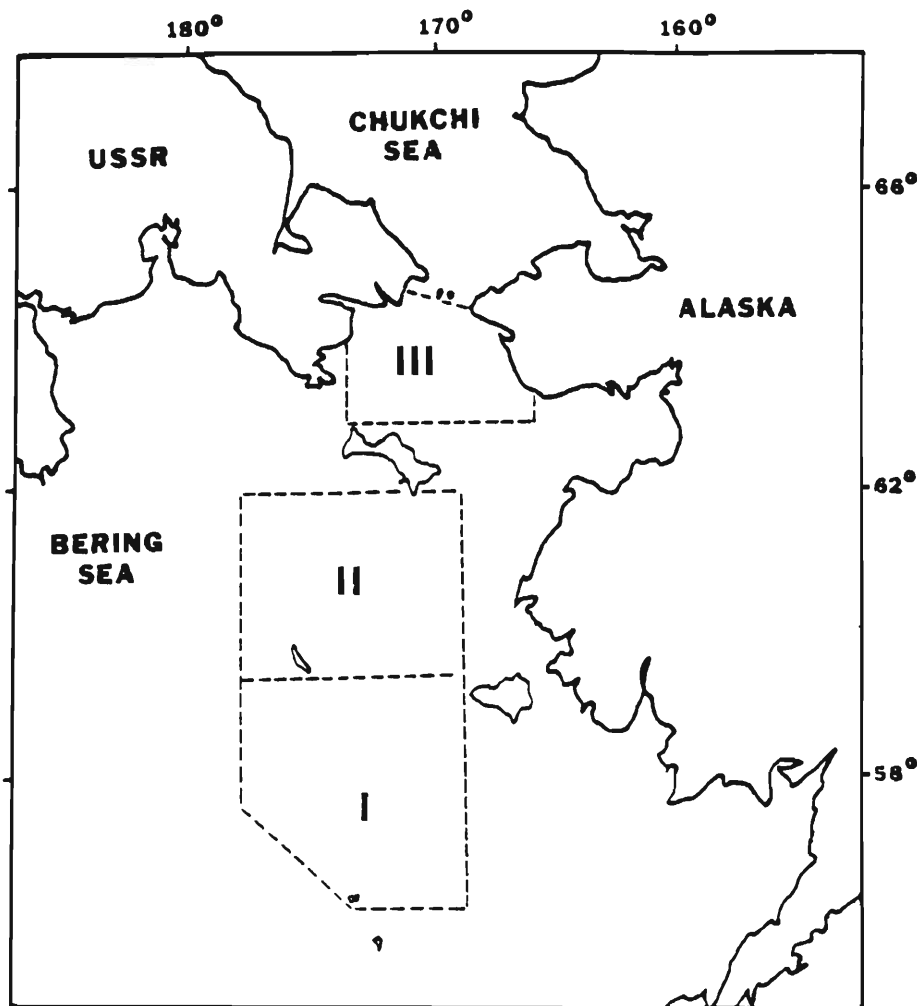 180° 170° 160°
CHUKCHI
SEA
USSR
66°
ALASKA
III
62°
BERING
SEA
II
58°
I